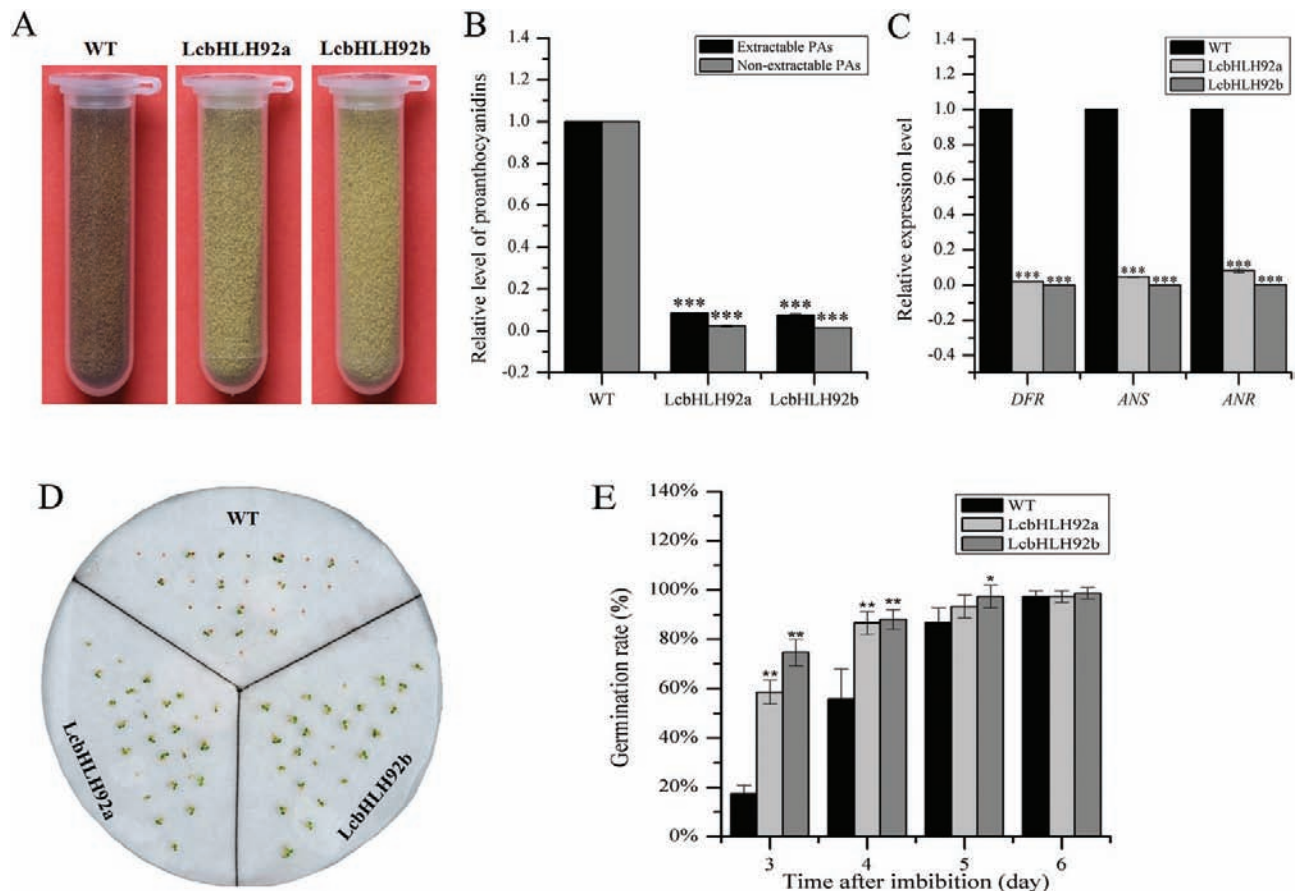 A
WT
LcbHLH92a
LcbHLH92b
B
Relative level of proanthocyanidins
1.4
1.2
1.0
0.8
0.6
0.4
0.2
0.0
-0.2
Extractable PAs
Non-extractable PAs
***
***
***
***
WT
LcbHLH92a
LcbHLH92b
C
Relative expression level
1.4
1.2
1.0
0.8
0.6
0.4
0.2
0.0
-0.2
-0.4
WT
LcbHLH92a
LcbHLH92b
***
***
***
***
***
***
DFR
ANS
ANR
D
WT
LcbHLH92a
LcbHLH92b
E
Germination rate (%)
140%
120%
100%
80%
60%
40%
20%
0%
WT
LcbHLH92a
LcbHLH92b
**
**
**
**
*
3
4
5
6
Time after imbibition (day)